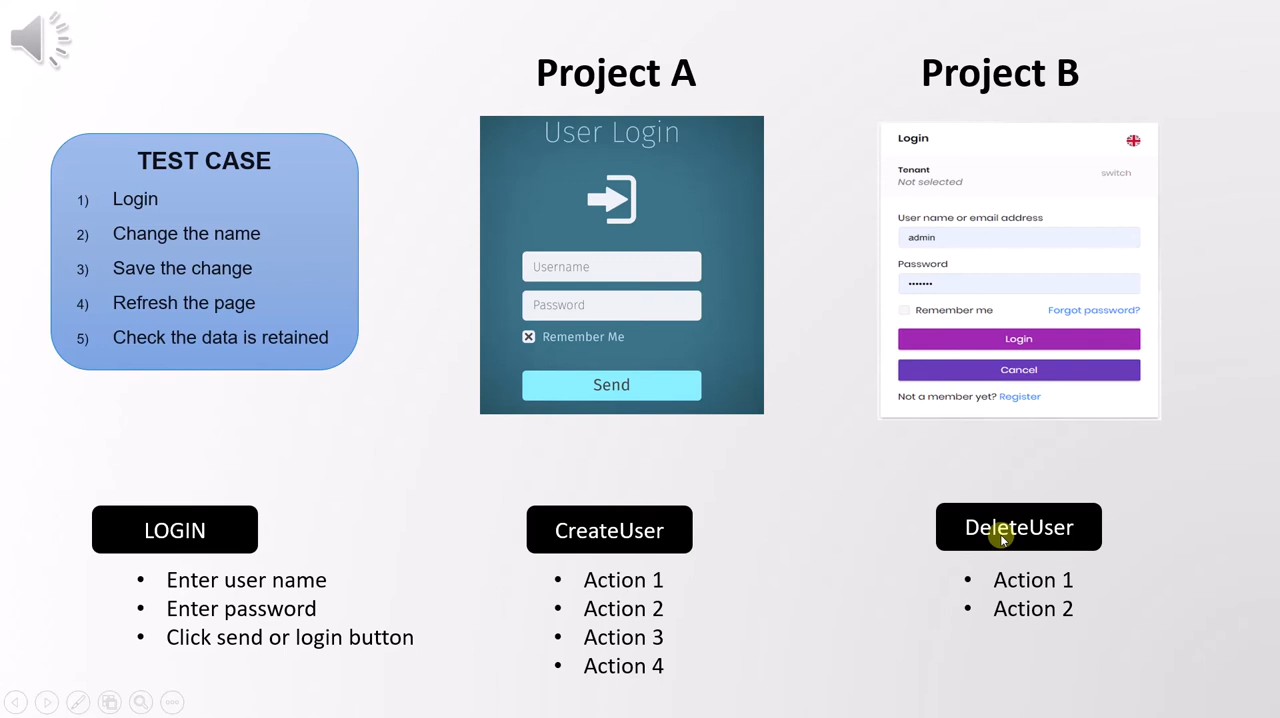 Project A
Project B
TEST CASE
1) Login
2) Change the name
3) Save the change
4) Refresh the page
5) Check the data is retained
User Login
Username
Password
Remember Me
Send
Login
Tenant
Not selected
switch
User name or email address
admin
Password
•••••••
Remember me
Forgot password?
Login
Cancel
Not a member yet? Register
LOGIN
• Enter user name
• Enter password
• Click send or login button
CreateUser
• Action 1
• Action 2
• Action 3
• Action 4
DeleteUser
• Action 1
• Action 2